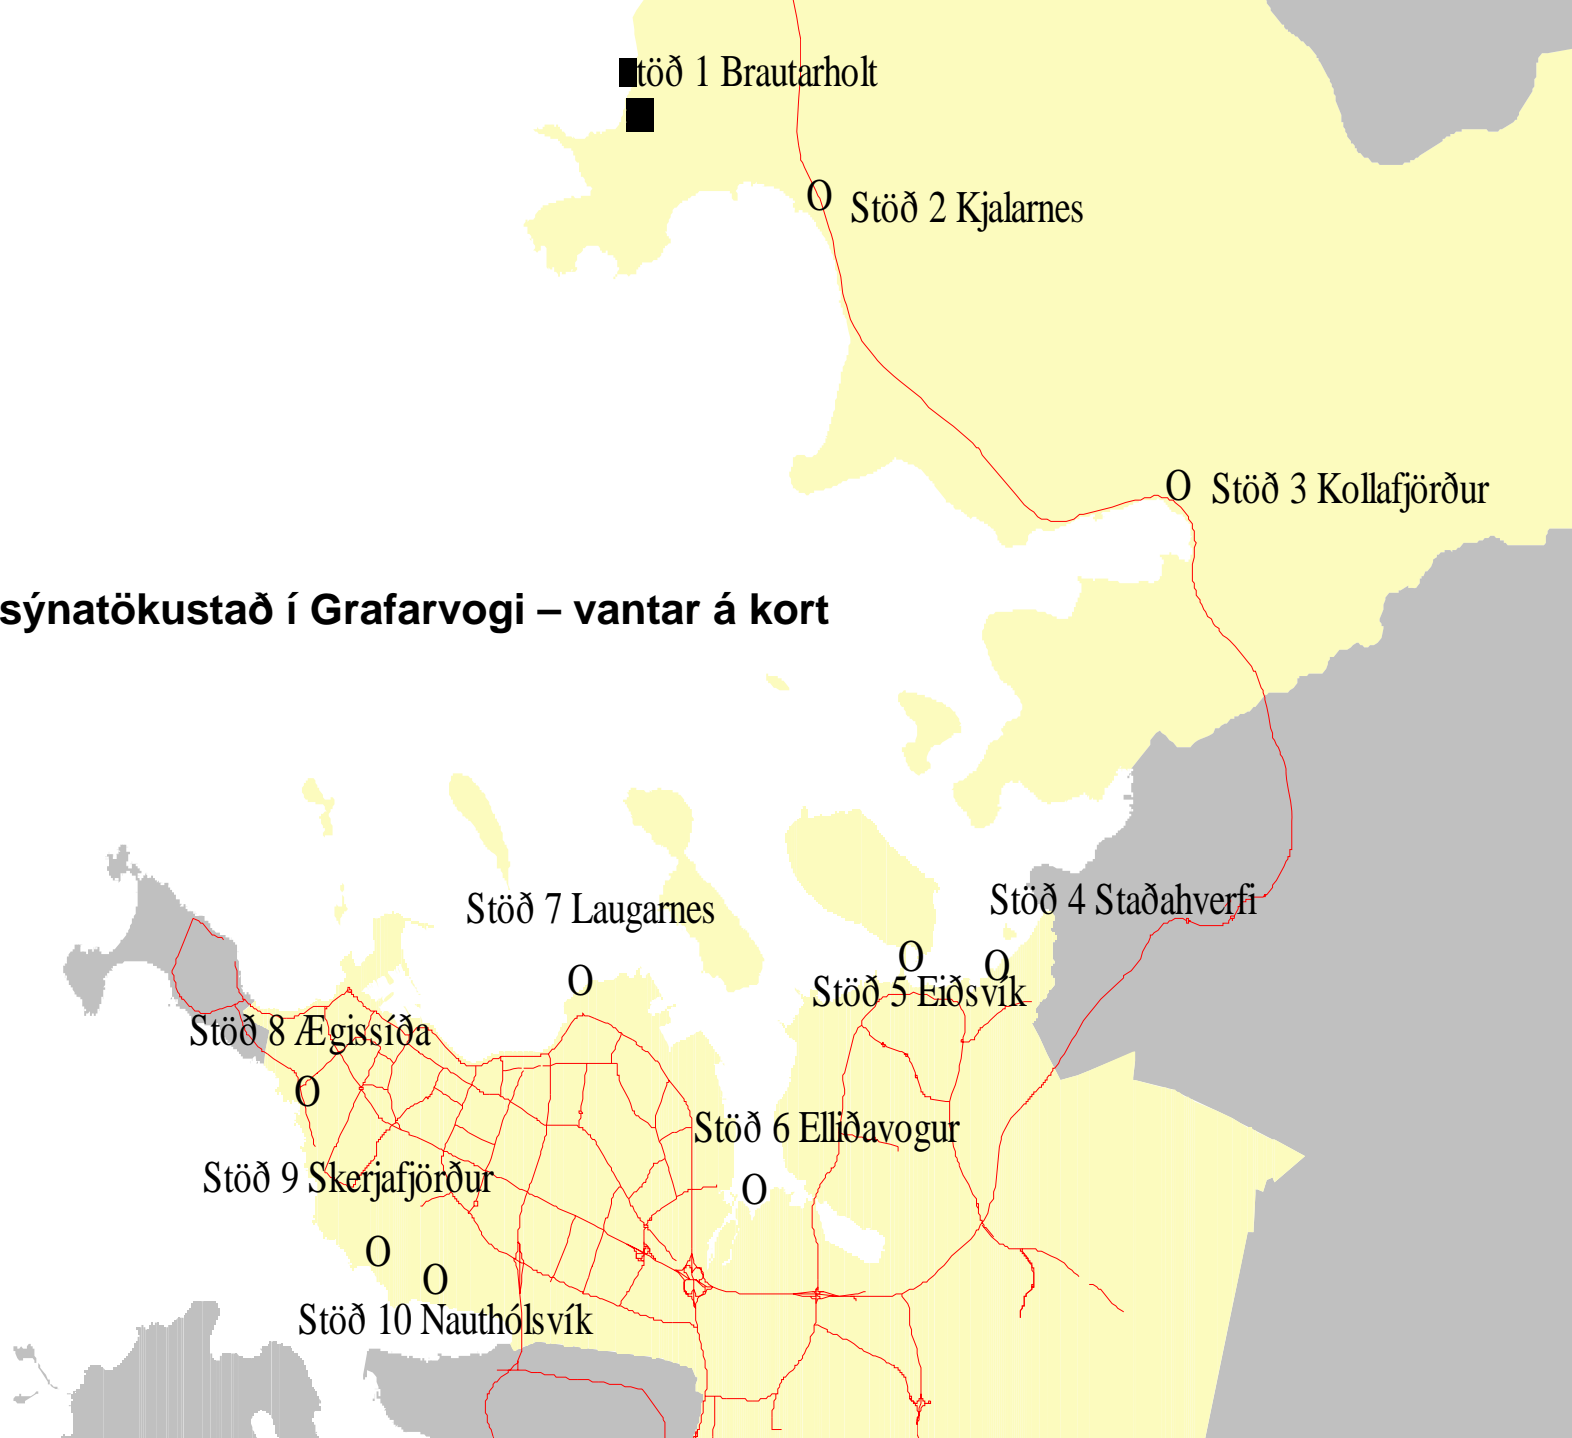 töð 1 Brautarholt
O Stöð 2 Kjalarnes
O Stöð 3 Kollafjörður
sýnatökustað í Grafarvogi – vantar á kort
Stöð 4 Staðahverfi
Stöð 7 Laugarnes
O
O
O
Stöð 5 Eiðsvík
Stöð 8 Ægissíða
O
Stöð 6 Elliðavogur
Stöð 9 Skerjafjörður
O
O
O
Stöð 10 Nauthólsvík